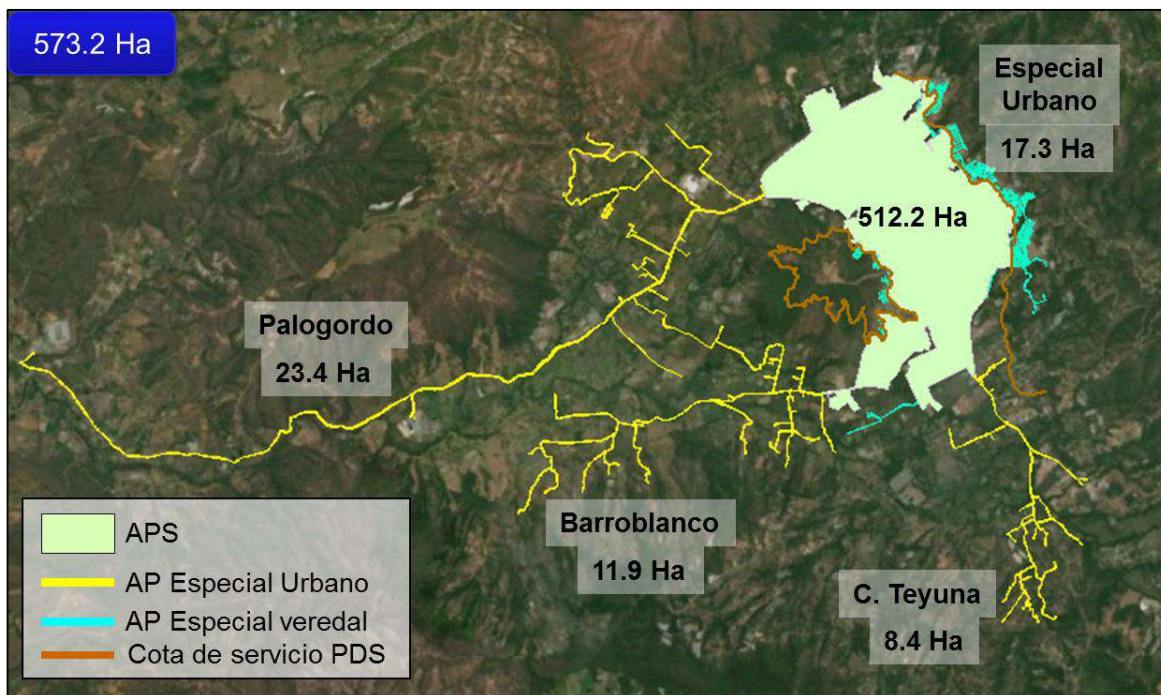 573.2 Ha
Especial
Urbano
17.3 Ha
512.2 Ha
Palogordo
23.4 Ha
Barroblanco
11.9 Ha
C. Teyuna
8.4 Ha
APS
AP Especial Urbano
AP Especial veredal
Cota de servicio PDS